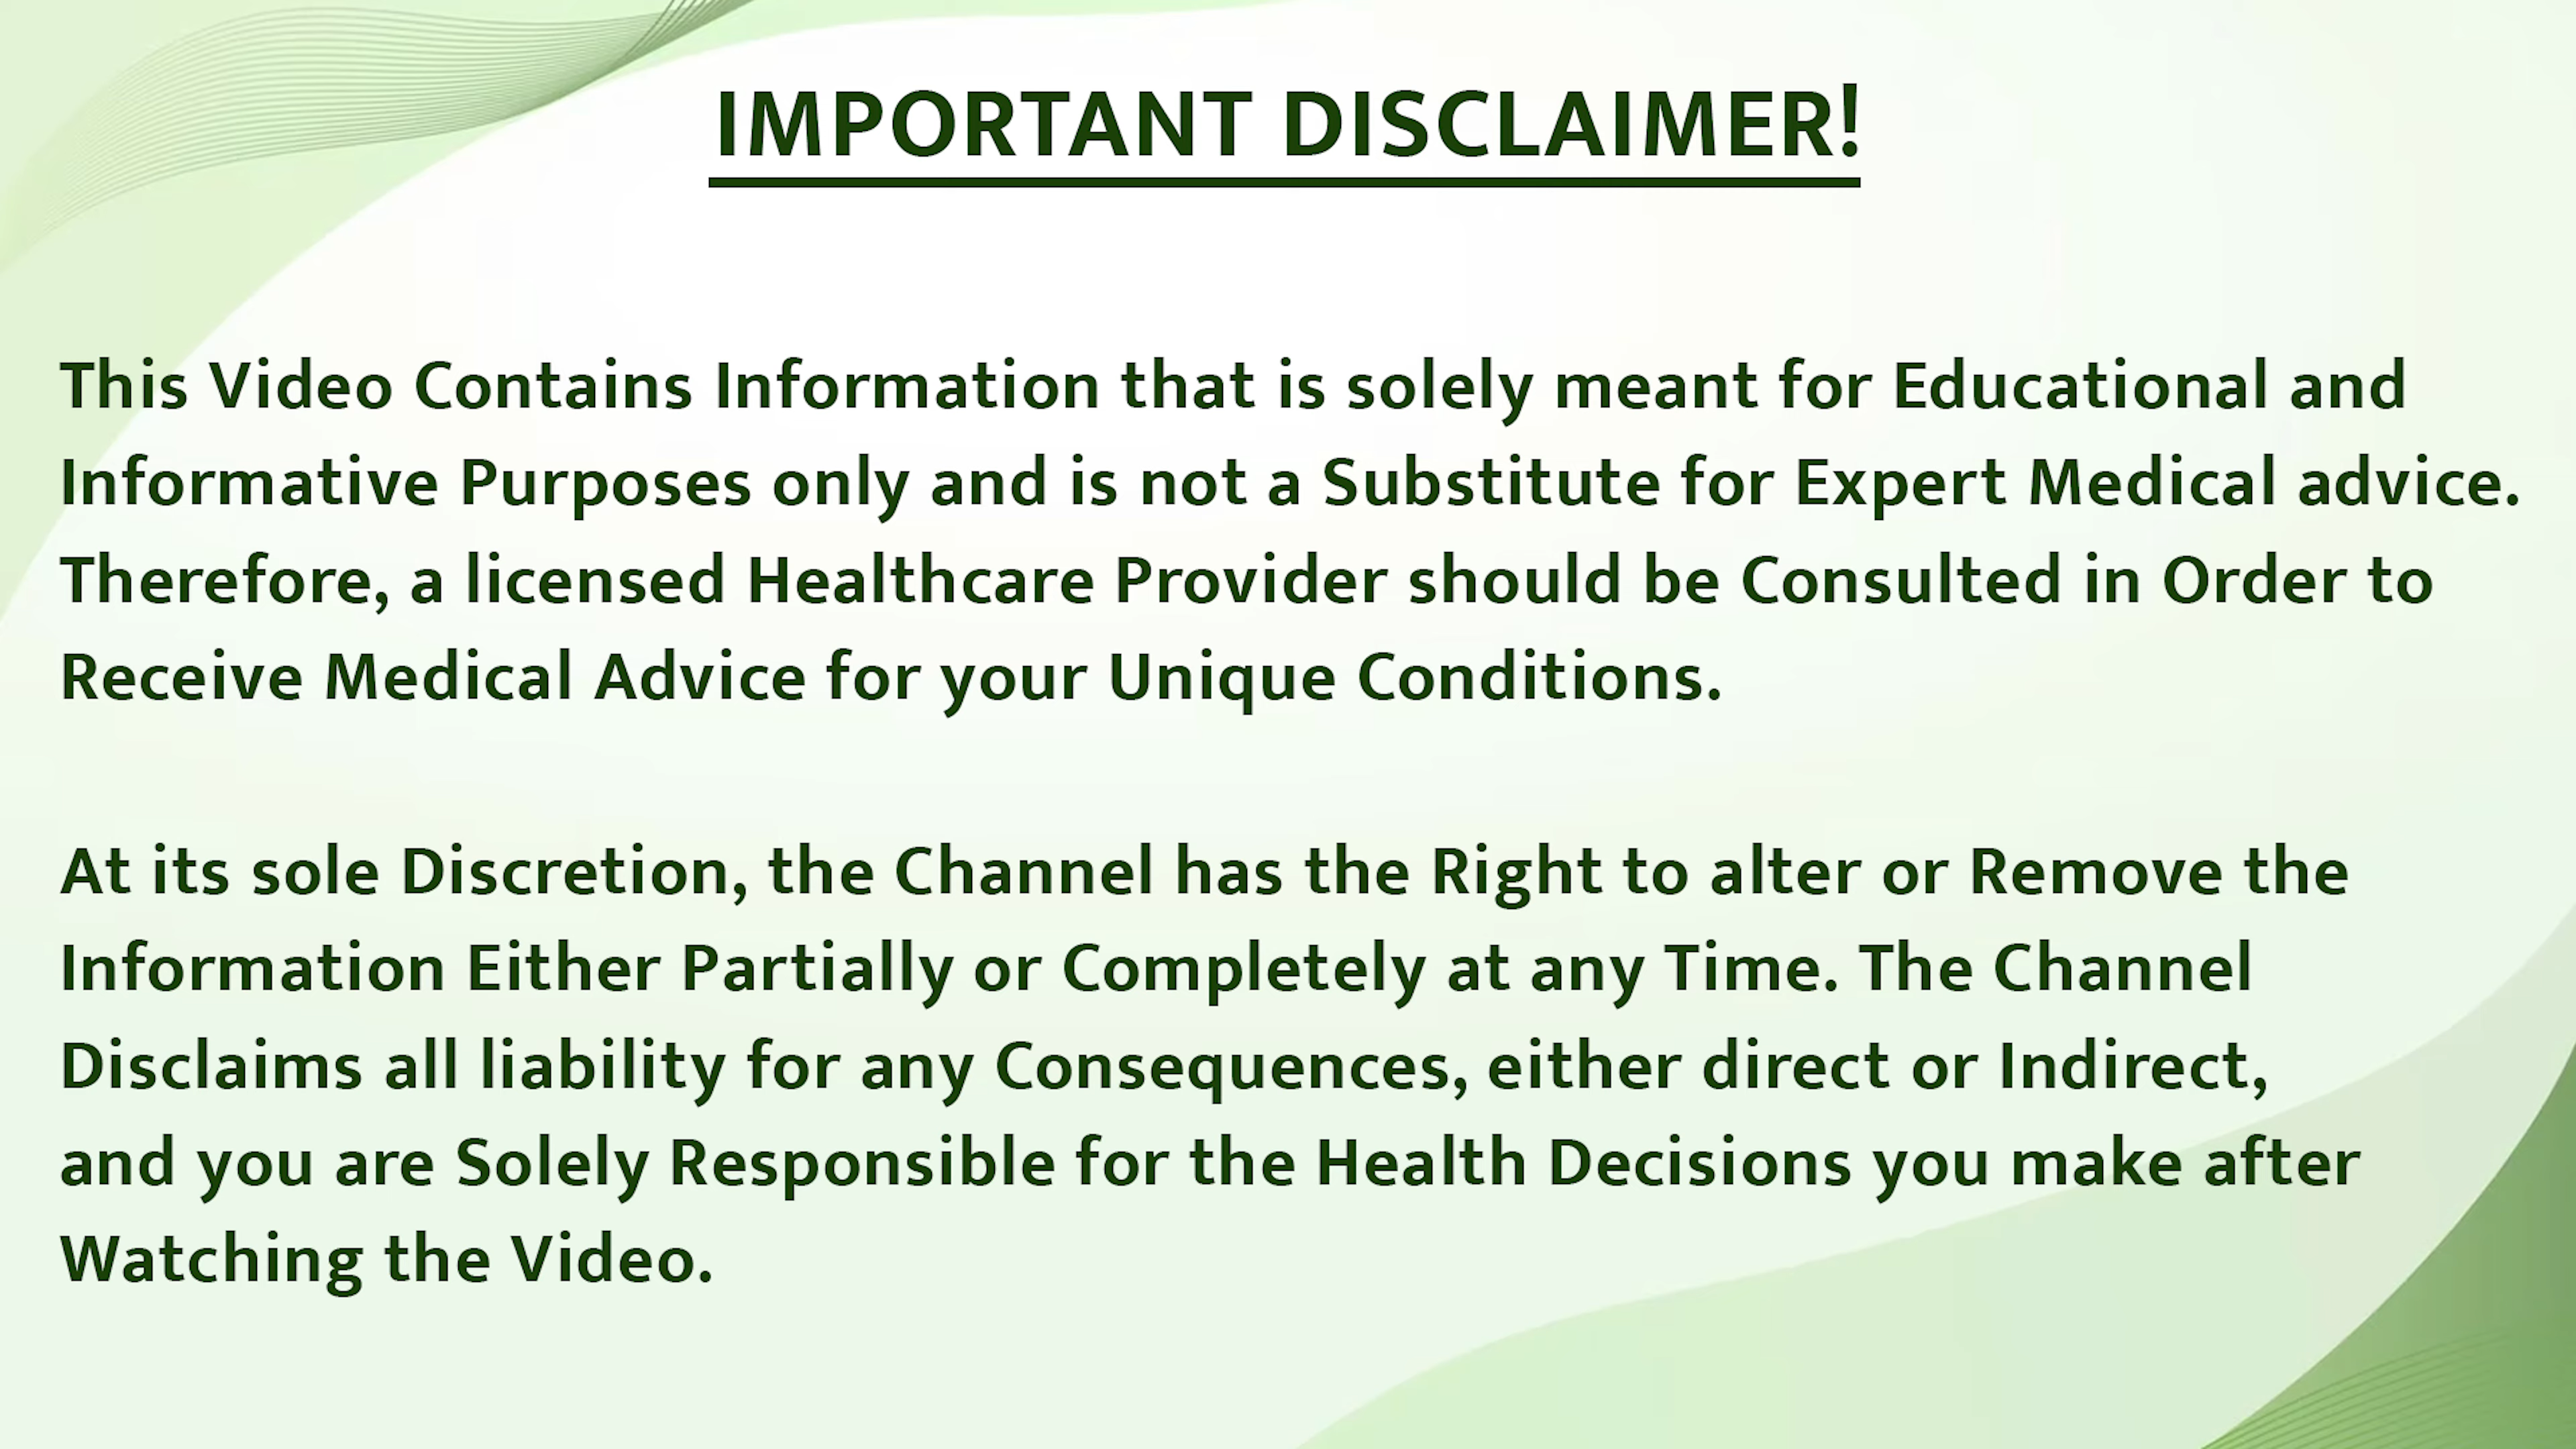 IMPORTANT DISCLAIMER!
This Video Contains Information that is solely meant for Educational and
Informative Purposes only and is not a Substitute for Expert Medical advice.
Therefore, a licensed Healthcare Provider should be Consulted in Order to
Receive Medical Advice for your Unique Conditions.
At its sole Discretion, the Channel has the Right to alter or Remove the
Information Either Partially or Completely at any Time. The Channel
Disclaims all liability for any Consequences, either direct or Indirect,
and you are Solely Responsible for the Health Decisions you make after
Watching the Video.